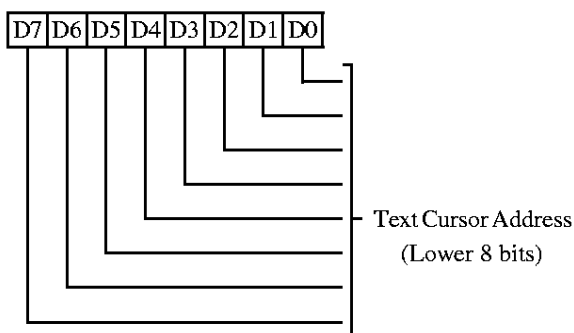 D7 D6 D5 D4 D3 D2 D1 D0
Text Cursor Address
(Lower 8 bits)